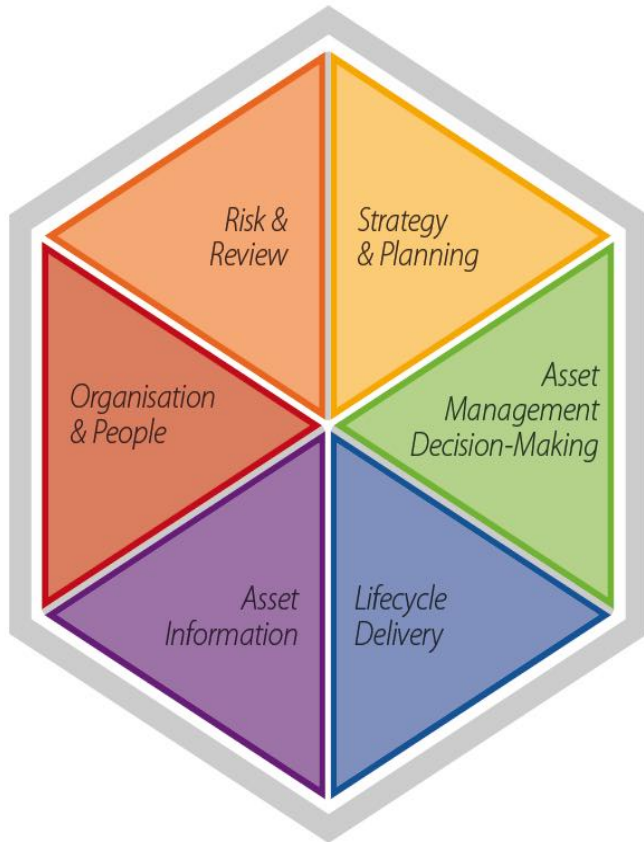 Risk &
Review
Strategy
& Planning
Organisation
& People
Asset
Management
Decision-Making
Asset
Information
Lifecycle
Delivery